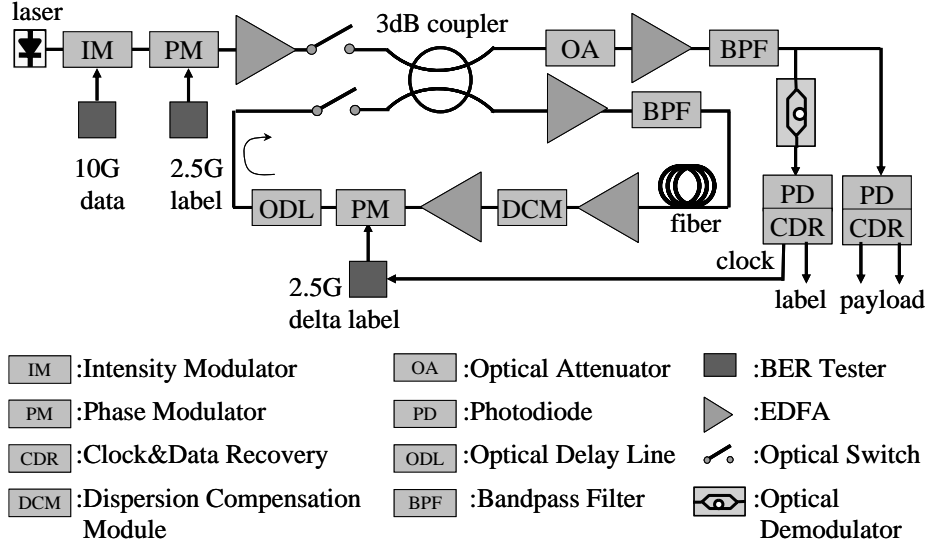 laser
3dB coupler
IM
PM
OA
BPF
BPF
10G
data
2.5G
label
ODL
PM
DCM
fiber
PD
CDR
PD
CDR
clock
label
payload
2.5G
delta label
IM :Intensity Modulator
OA :Optical Attenuator
:BER Tester
PM :Phase Modulator
PD :Photodiode
:EDFA
CDR :Clock&Data Recovery
ODL :Optical Delay Line
:Optical Switch
DCM :Dispersion Compensation
Module
BPF :Bandpass Filter
:Optical
Demodulator